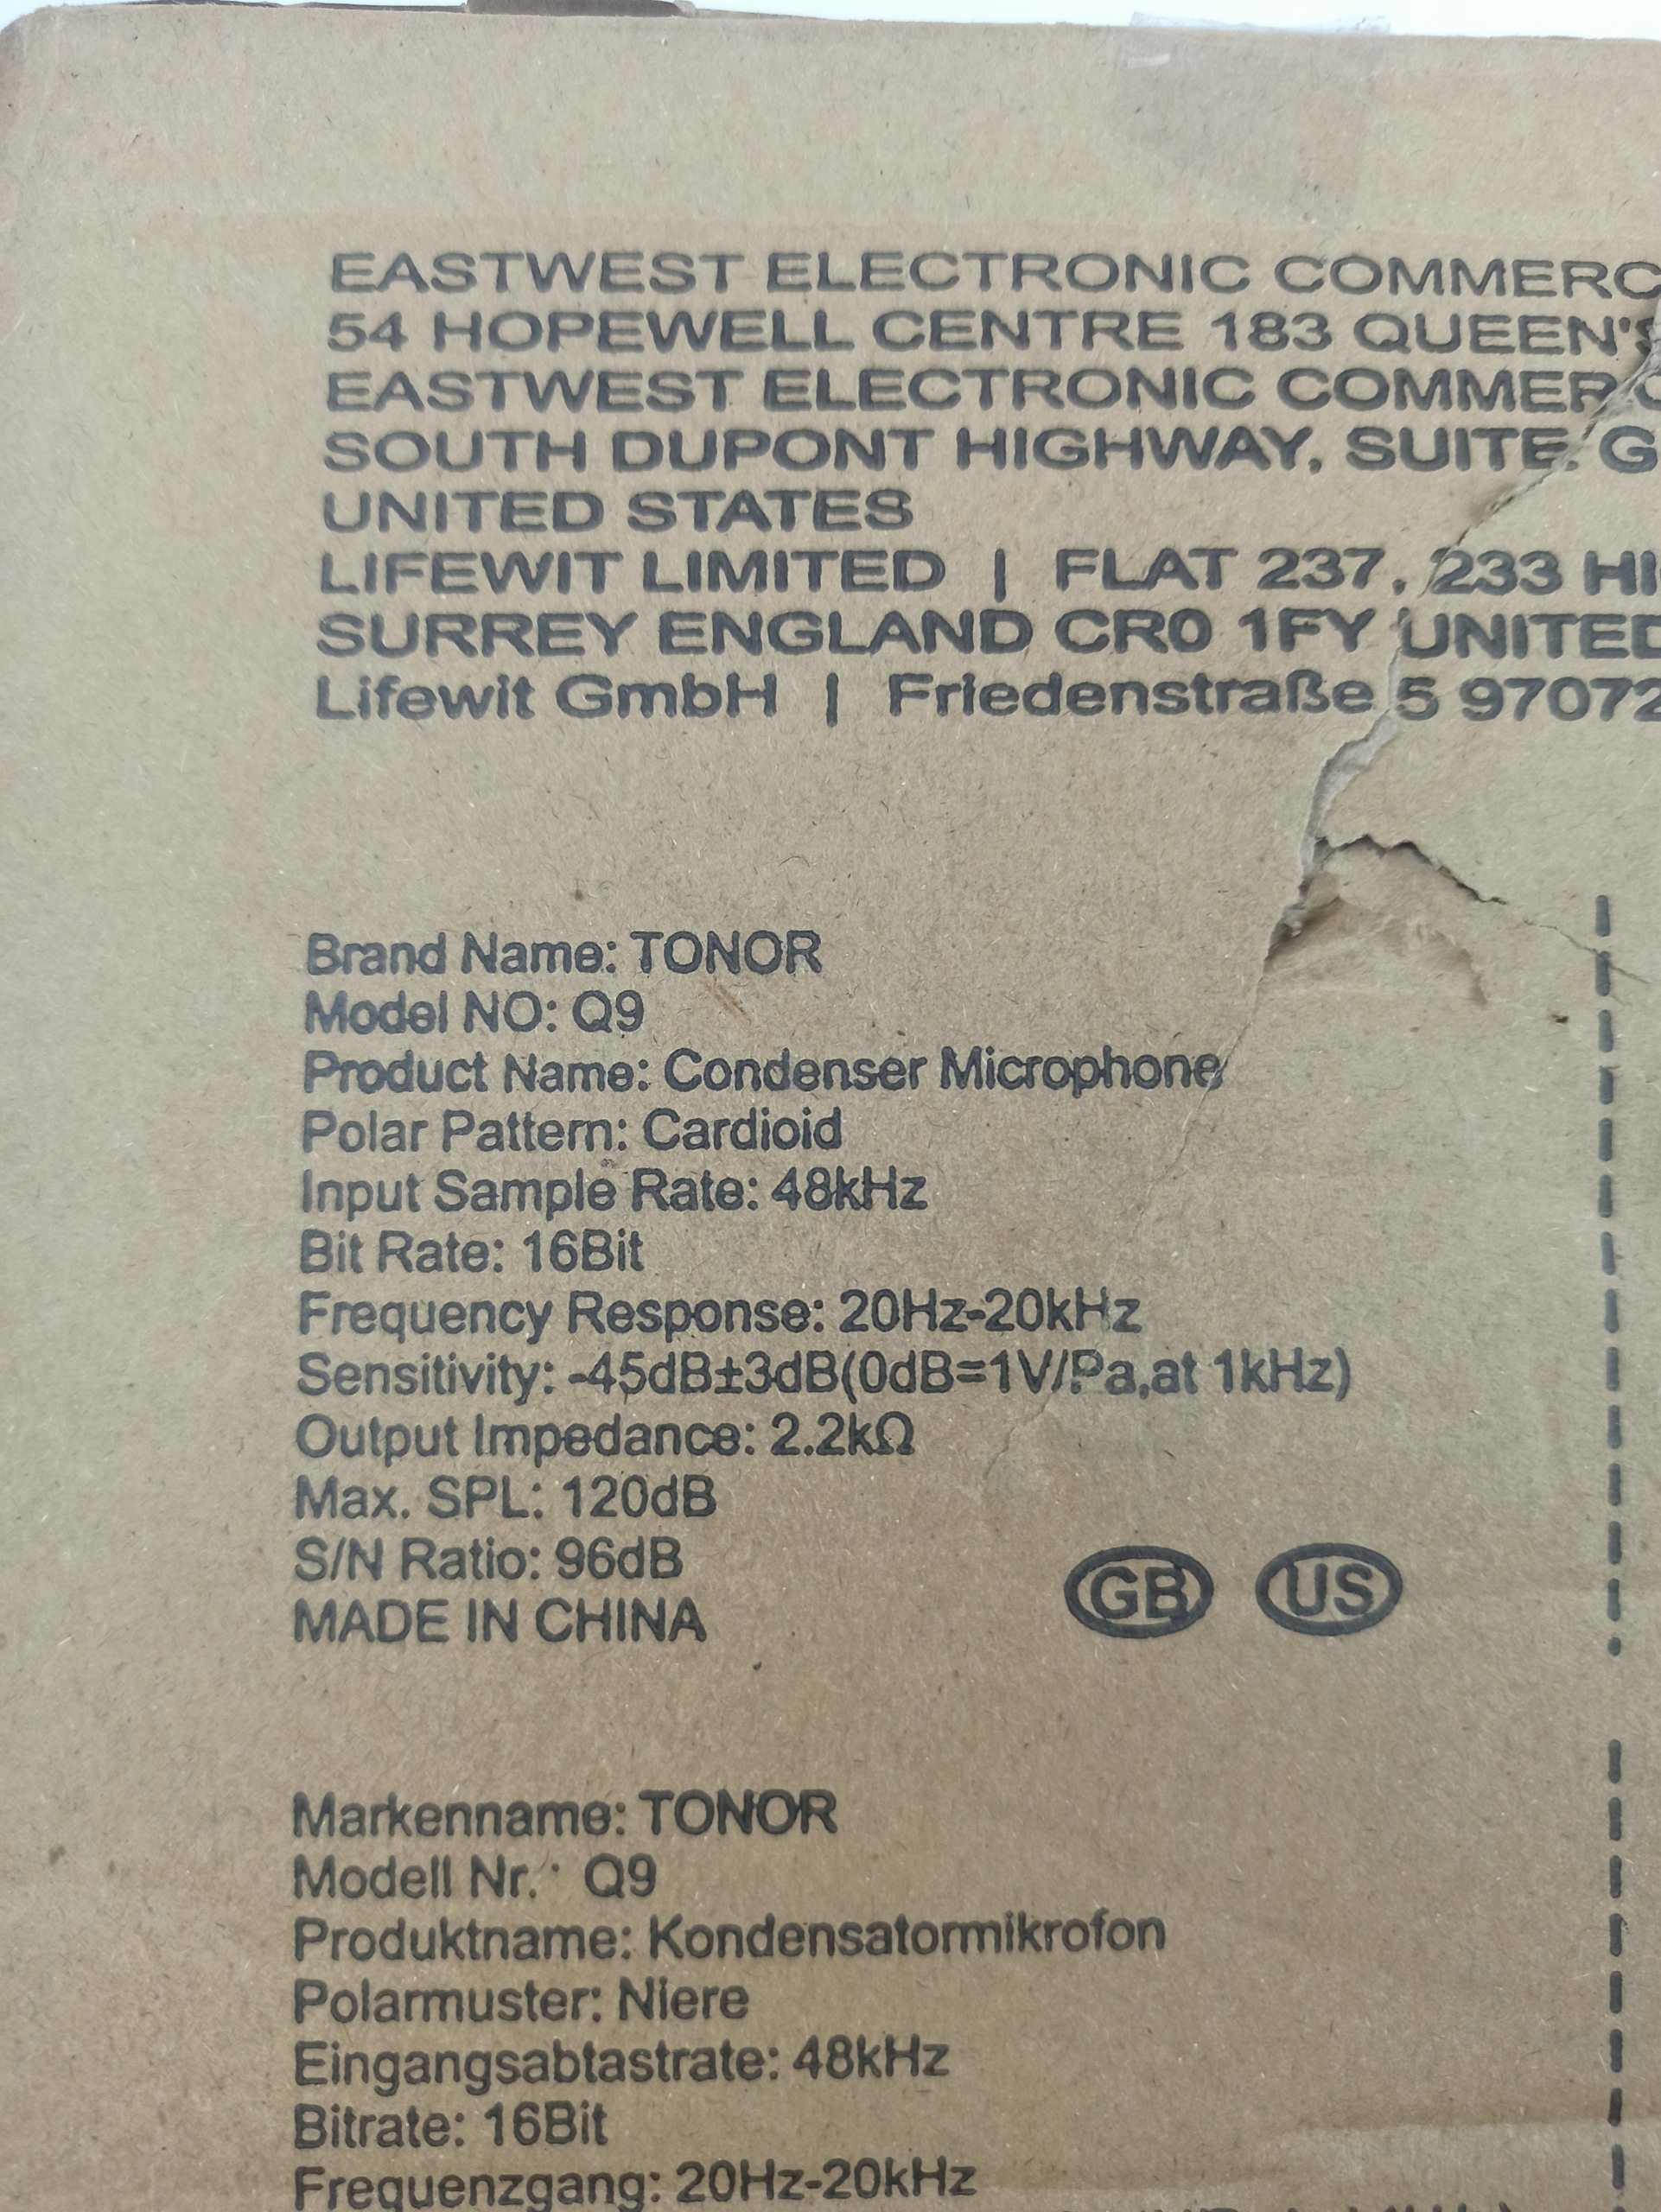 EASTWEST ELECTRONIC COMMERC
54 HOPEWELL CENTRE 183 QUEEN'S
EASTWEST ELECTRONIC COMMERC
SOUTH DUPONT HIGHWAY, SUITE G
UNITED STATES
LIFEWIT LIMITED | FLAT 237, 233 HI
SURREY ENGLAND CR0 1FY UNITED
Lifewit GmbH | Friedenstraße 5 97072
Brand Name: TONOR
Model NO: Q9
Product Name: Condenser Microphone
Polar Pattern: Cardioid
Input Sample Rate: 48kHz
Bit Rate: 16Bit
Frequency Response: 20Hz-20kHz
Sensitivity: -45dB±3dB(0dB=1V/Pa,at 1kHz)
Output Impedance: 2.2kΩ
Max. SPL: 120dB
S/N Ratio: 96dB
MADE IN CHINA
GB US
Markenname: TONOR
Modell Nr.: Q9
Produktname: Kondensatormikrofon
Polarmuster: Niere
Eingangsabtastrate: 48kHz
Bitrate: 16Bit
Frequenzgang: 20Hz-20kHz